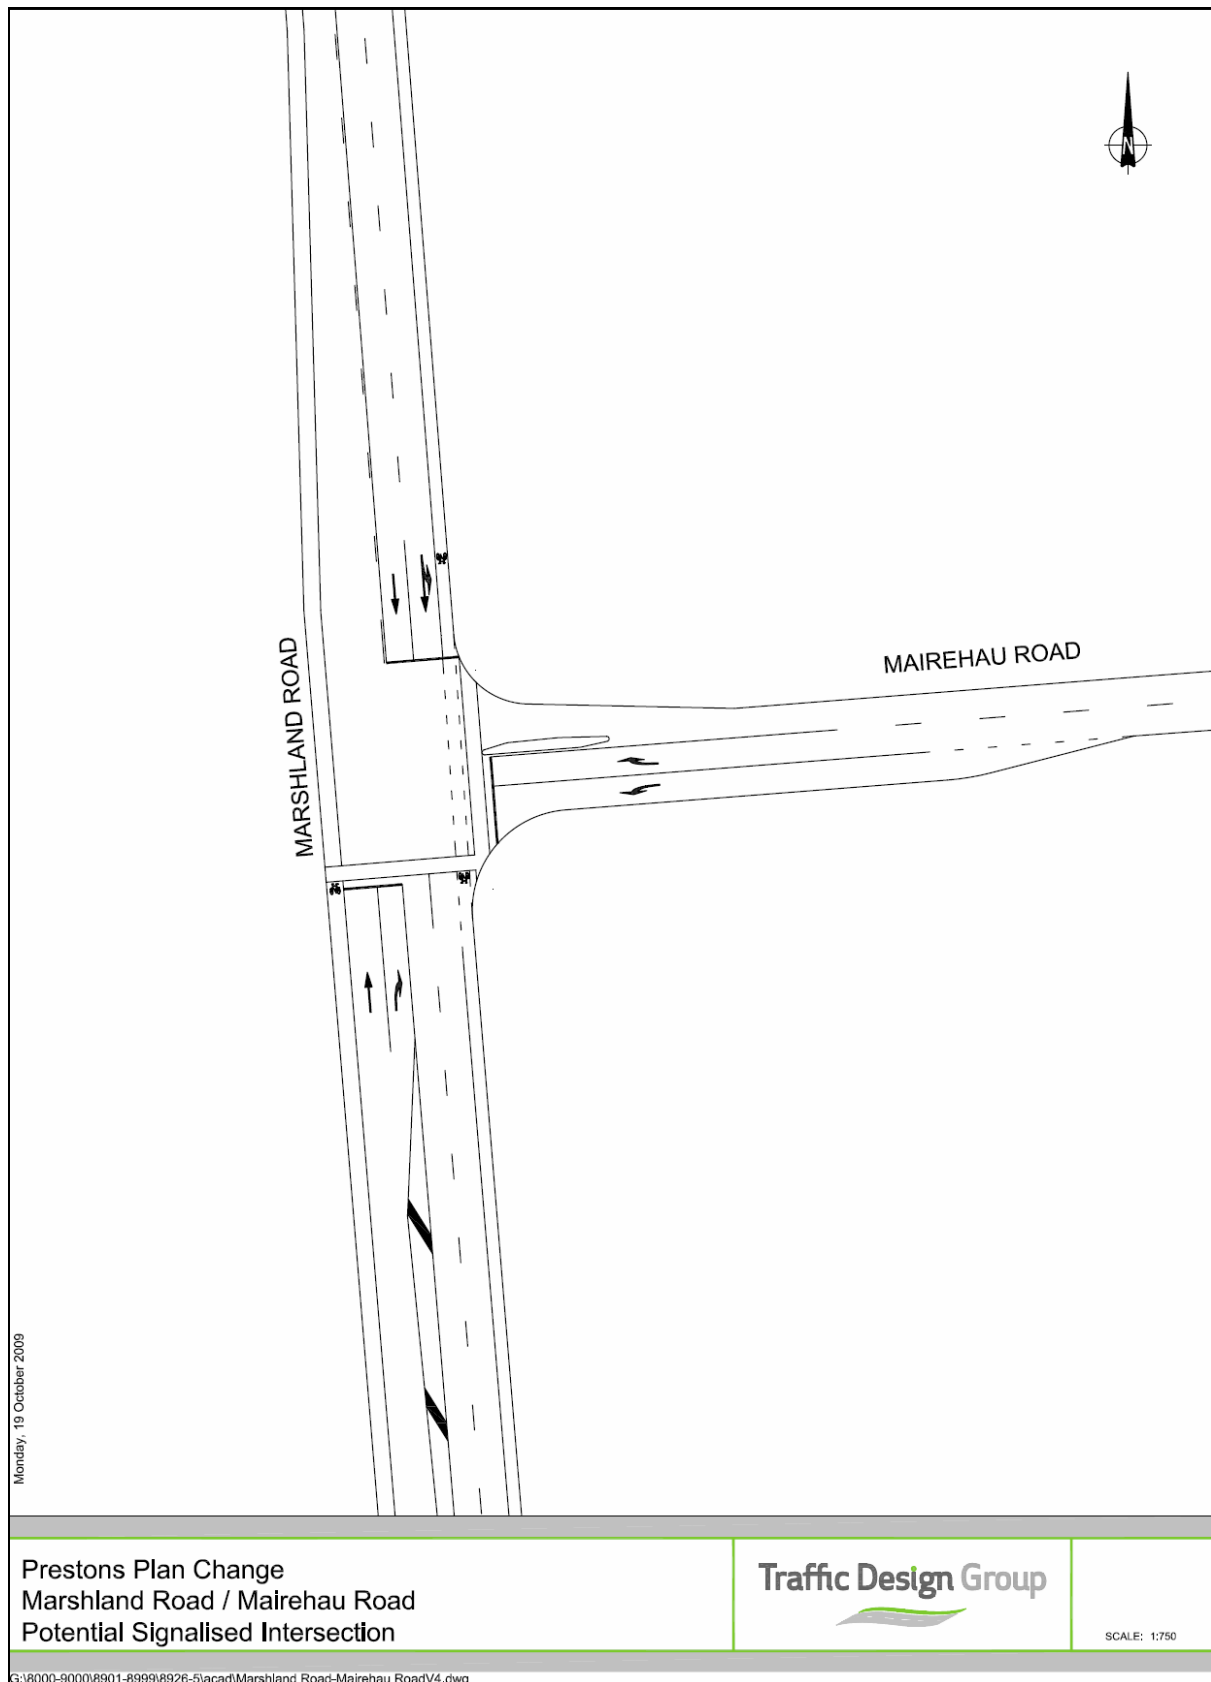 N
MARSHLAND ROAD
MAIREHAU ROAD
Monday, 19 October 2009
Prestons Plan Change
Marshland Road / Mairehau Road
Potential Signalised Intersection
Traffic Design Group
SCALE: 1:750
G:\8000-9000\8901-8999\8926-5\acad\Marshland Road-Mairehau RoadV4.dwg